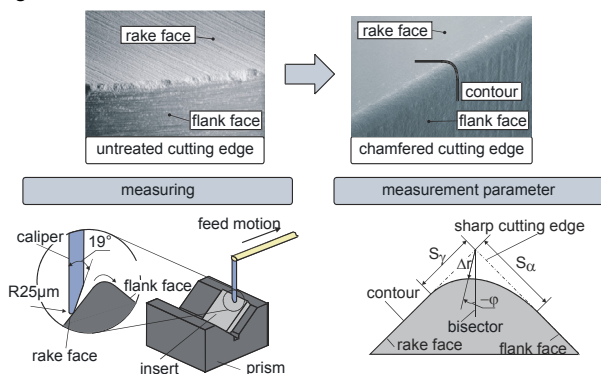 rake face
flank face
untreated cutting edge
rake face
contour
flank face
chamfered cutting edge
measuring
measurement parameter
caliper
19°
R25µm
flank face
rake face
feed motion
insert
prism
sharp cutting edge
Sγ
Δr
Sα
contour
−φ
bisector
rake face
flank face